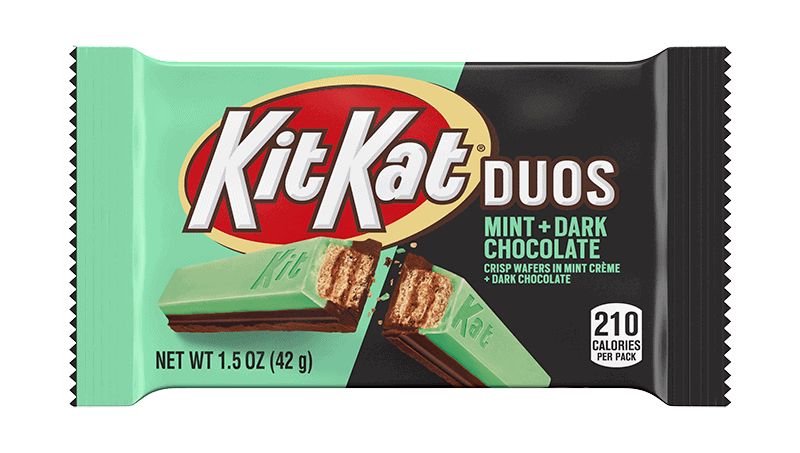 KitKat®
DUOS
MINT + DARK
CHOCOLATE
CRISP WAFERS IN MINT CRÈME
+ DARK CHOCOLATE
Kit
Kat
210
CALORIES
PER PACK
NET WT 1.5 OZ (42 g)